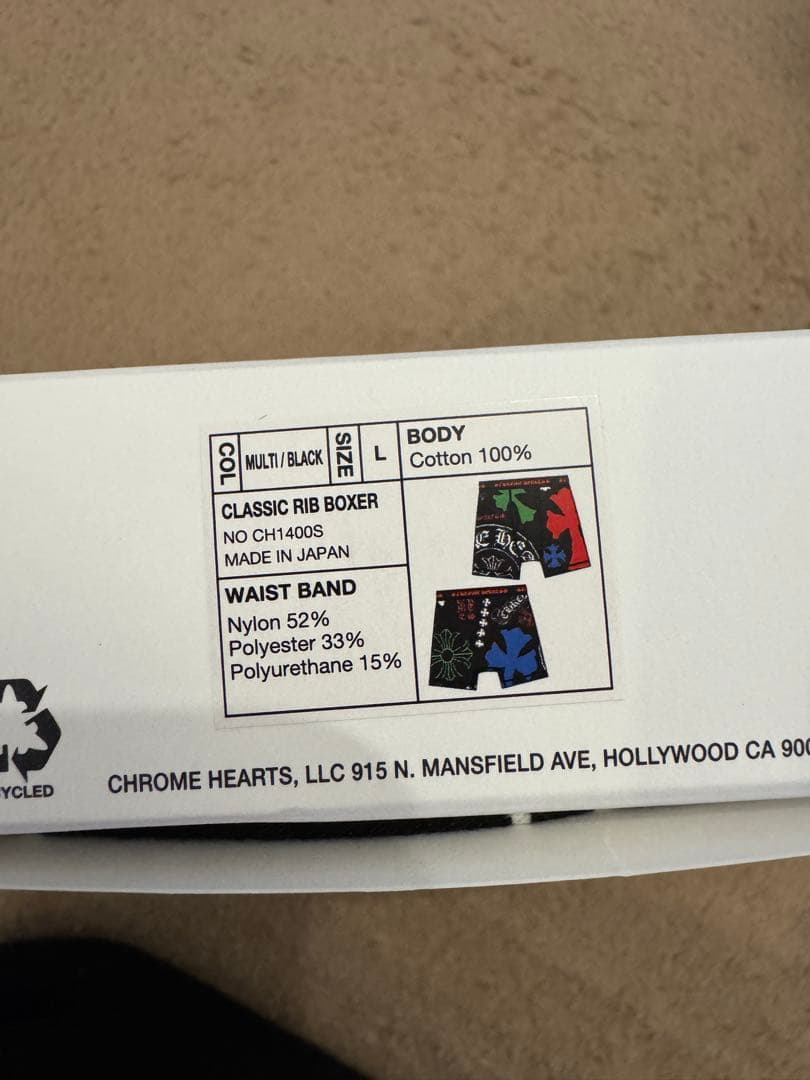 COL MULTI / BLACK SIZE L
BODY
Cotton 100%
CLASSIC RIB BOXER
NO CH1400S
MADE IN JAPAN
WAIST BAND
Nylon 52%
Polyester 33%
Polyurethane 15%
YCLED
CHROME HEARTS, LLC 915 N. MANSFIELD AVE, HOLLYWOOD CA 900